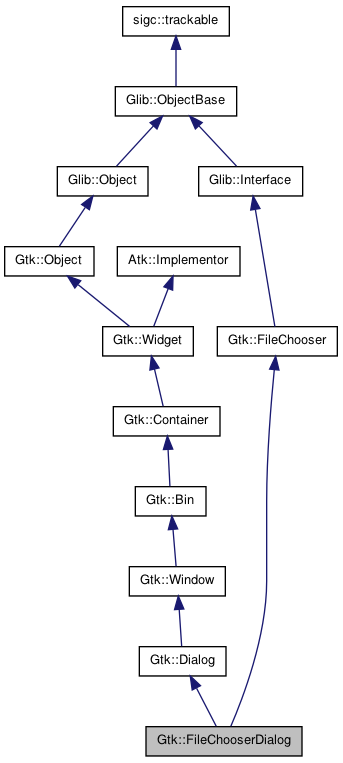 sigc::trackable
Glib::ObjectBase
Glib::Object
Glib::Interface
Gtk::Object
Atk::Implementor
Gtk::Widget
Gtk::FileChooser
Gtk::Container
Gtk::Bin
Gtk::Window
Gtk::Dialog
Gtk::FileChooserDialog